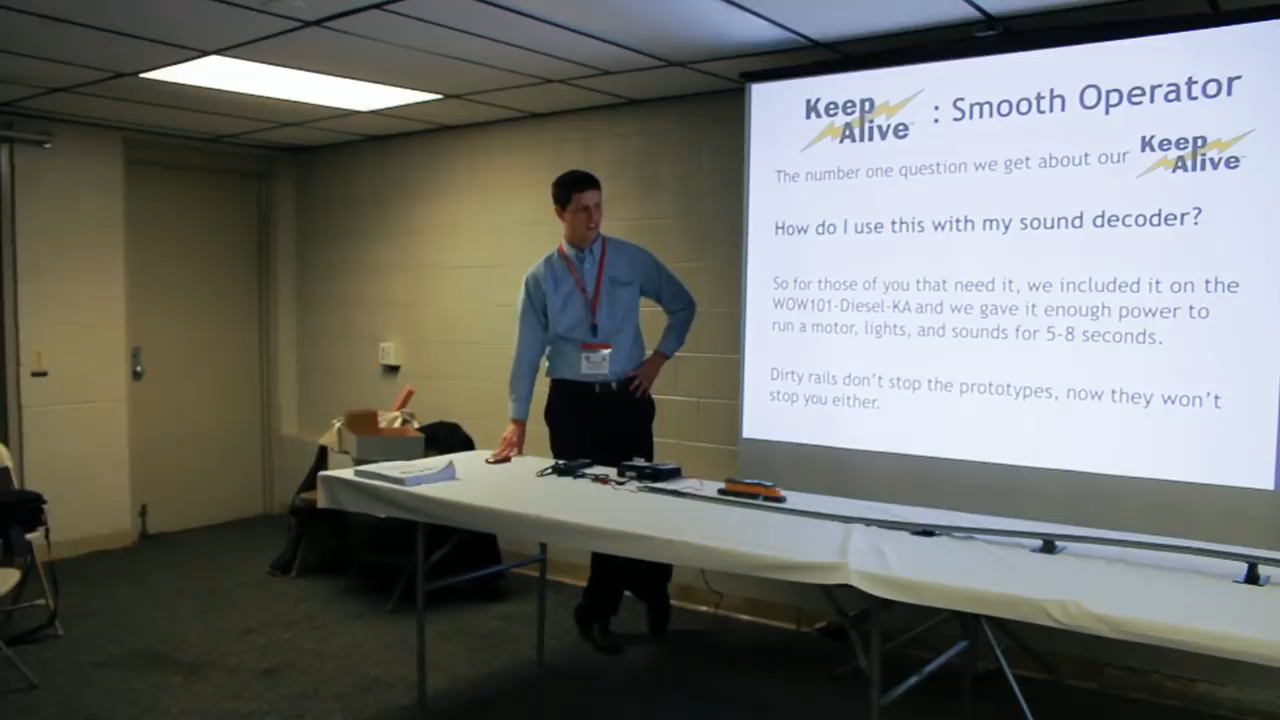 Keep Alive™ : Smooth Operator
The number one question we get about our Keep Alive™
How do I use this with my sound decoder?
So for those of you that need it, we included it on the
WOW101-Diesel-KA and we gave it enough power to
run a motor, lights, and sounds for 5-8 seconds.
Dirty rails don't stop the prototypes, now they won't
stop you either.